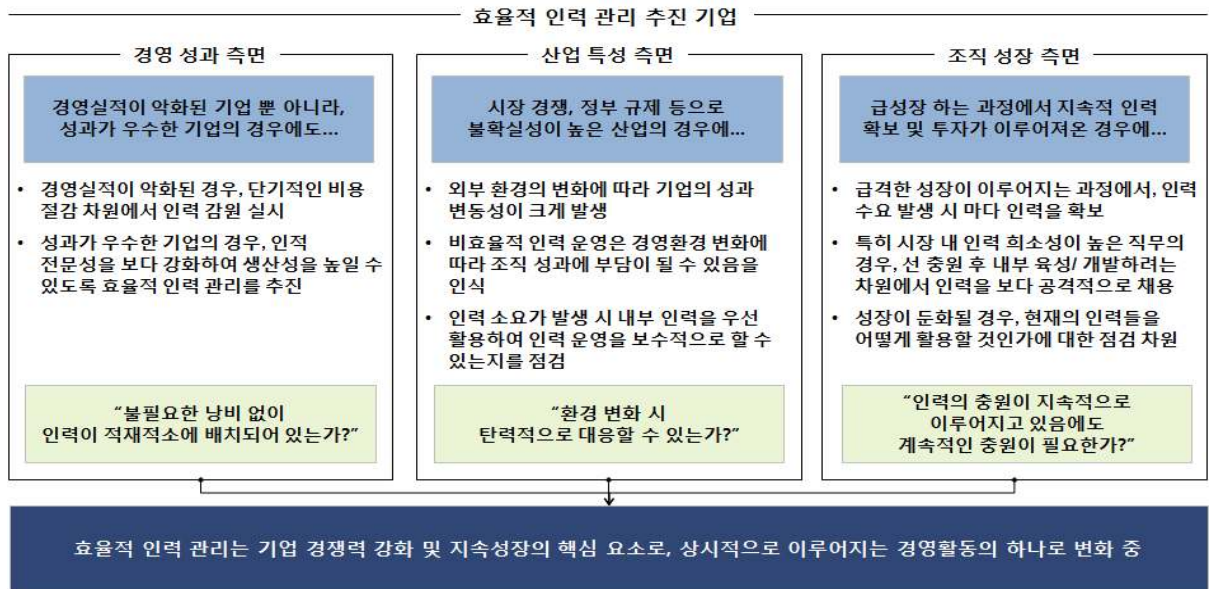 효율적 인력 관리 추진 기업
경영 성과 측면
경영실적이 악화된 기업 뿐 아니라,
성과가 우수한 기업의 경우에도...
• 경영실적이 악화된 경우, 단기적인 비용
절감 차원에서 인력 감원 실시
• 성과가 우수한 기업의 경우, 인적
전문성을 보다 강화하여 생산성을 높일 수
있도록 효율적 인력 관리를 추진
“불필요한 낭비 없이
인력이 적재적소에 배치되어 있는가?”
산업 특성 측면
시장 경쟁, 정부 규제 등으로
불확실성이 높은 산업의 경우에...
• 외부 환경의 변화에 따라 기업의 성과
변동성이 크게 발생
• 비효율적 인력 운영은 경영환경 변화에
따라 조직 성과에 부담이 될 수 있음을
인식
• 인력 소요가 발생 시 내부 인력을 우선
활용하여 인력 운영을 보수적으로 할 수
있는지를 점검
“환경 변화 시
탄력적으로 대응할 수 있는가?”
조직 성장 측면
급성장 하는 과정에서 지속적 인력
확보 및 투자가 이루어져온 경우에...
• 급격한 성장이 이루어지는 과정에서, 인력
수요 발생 시 마다 인력을 확보
• 특히 시장 내 인력 희소성이 높은 직무의
경우, 선 충원 후 내부 육성/ 개발하려는
차원에서 인력을 보다 공격적으로 채용
• 성장이 둔화될 경우, 현재의 인력들을
어떻게 활용할 것인가에 대한 점검 차원
“인력의 충원이 지속적으로
이루어지고 있음에도
계속적인 충원이 필요한가?”
효율적 인력 관리는 기업 경쟁력 강화 및 지속성장의 핵심 요소로, 상시적으로 이루어지는 경영활동의 하나로 변화 중